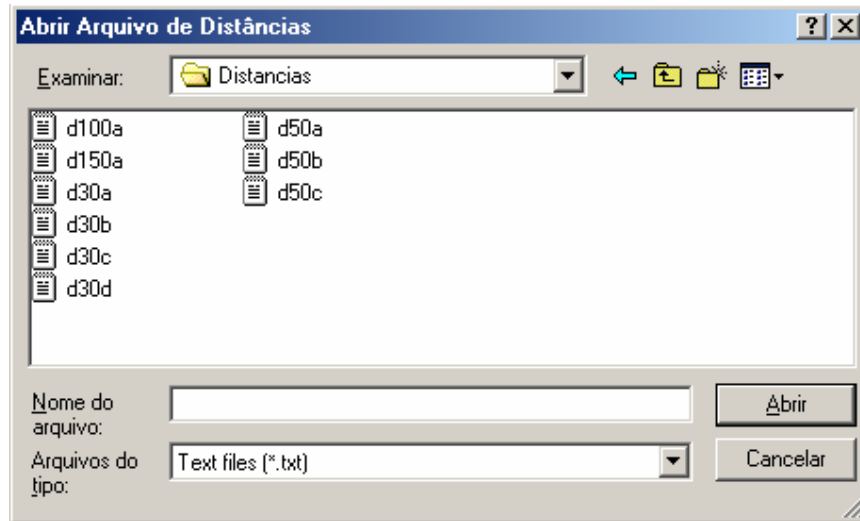 Abrir Arquivo de Distâncias
Examinar: Distancias
d100a d50a
d150a d50b
d30a d50c
d30b
d30c
d30d
Nome do
arquivo:
Abrir
Arquivos do
tipo:
Text files (*.txt)
Cancelar